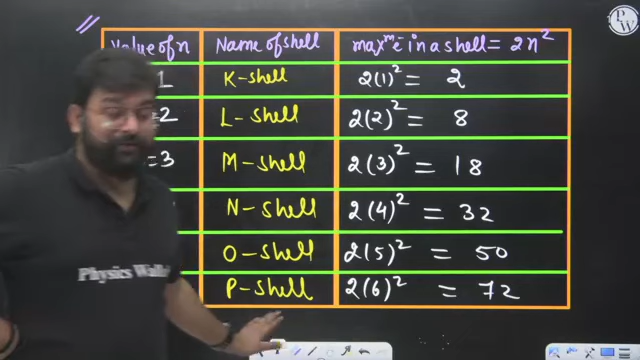 Value of n Name of shell maxᵐ e⁻ in a shell = 2n²
1 K-shell 2(1)² = 2
=2 L-shell 2(2)² = 8
=3 M-shell 2(3)² = 18
N-shell 2(4)² = 32
O-shell 2(5)² = 50
P-shell 2(6)² = 72
Physics Walla
PW